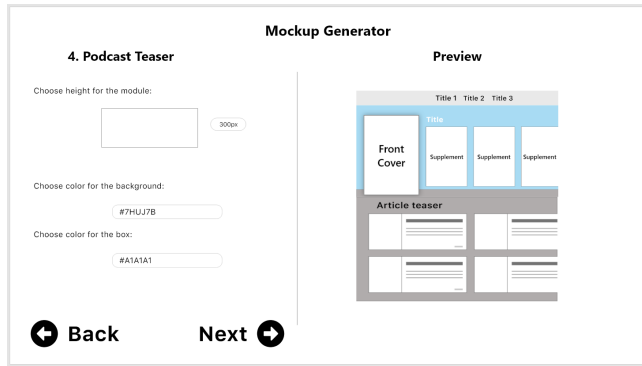 Mockup Generator
4. Podcast Teaser
Choose height for the module:
300px
Choose color for the background:
#7HUJ7B
Choose color for the box:
#A1A1A1
Back
Next
Preview
Title 1 Title 2 Title 3
Title
Front
Cover
Supplement
Supplement
Supplement
Article teaser